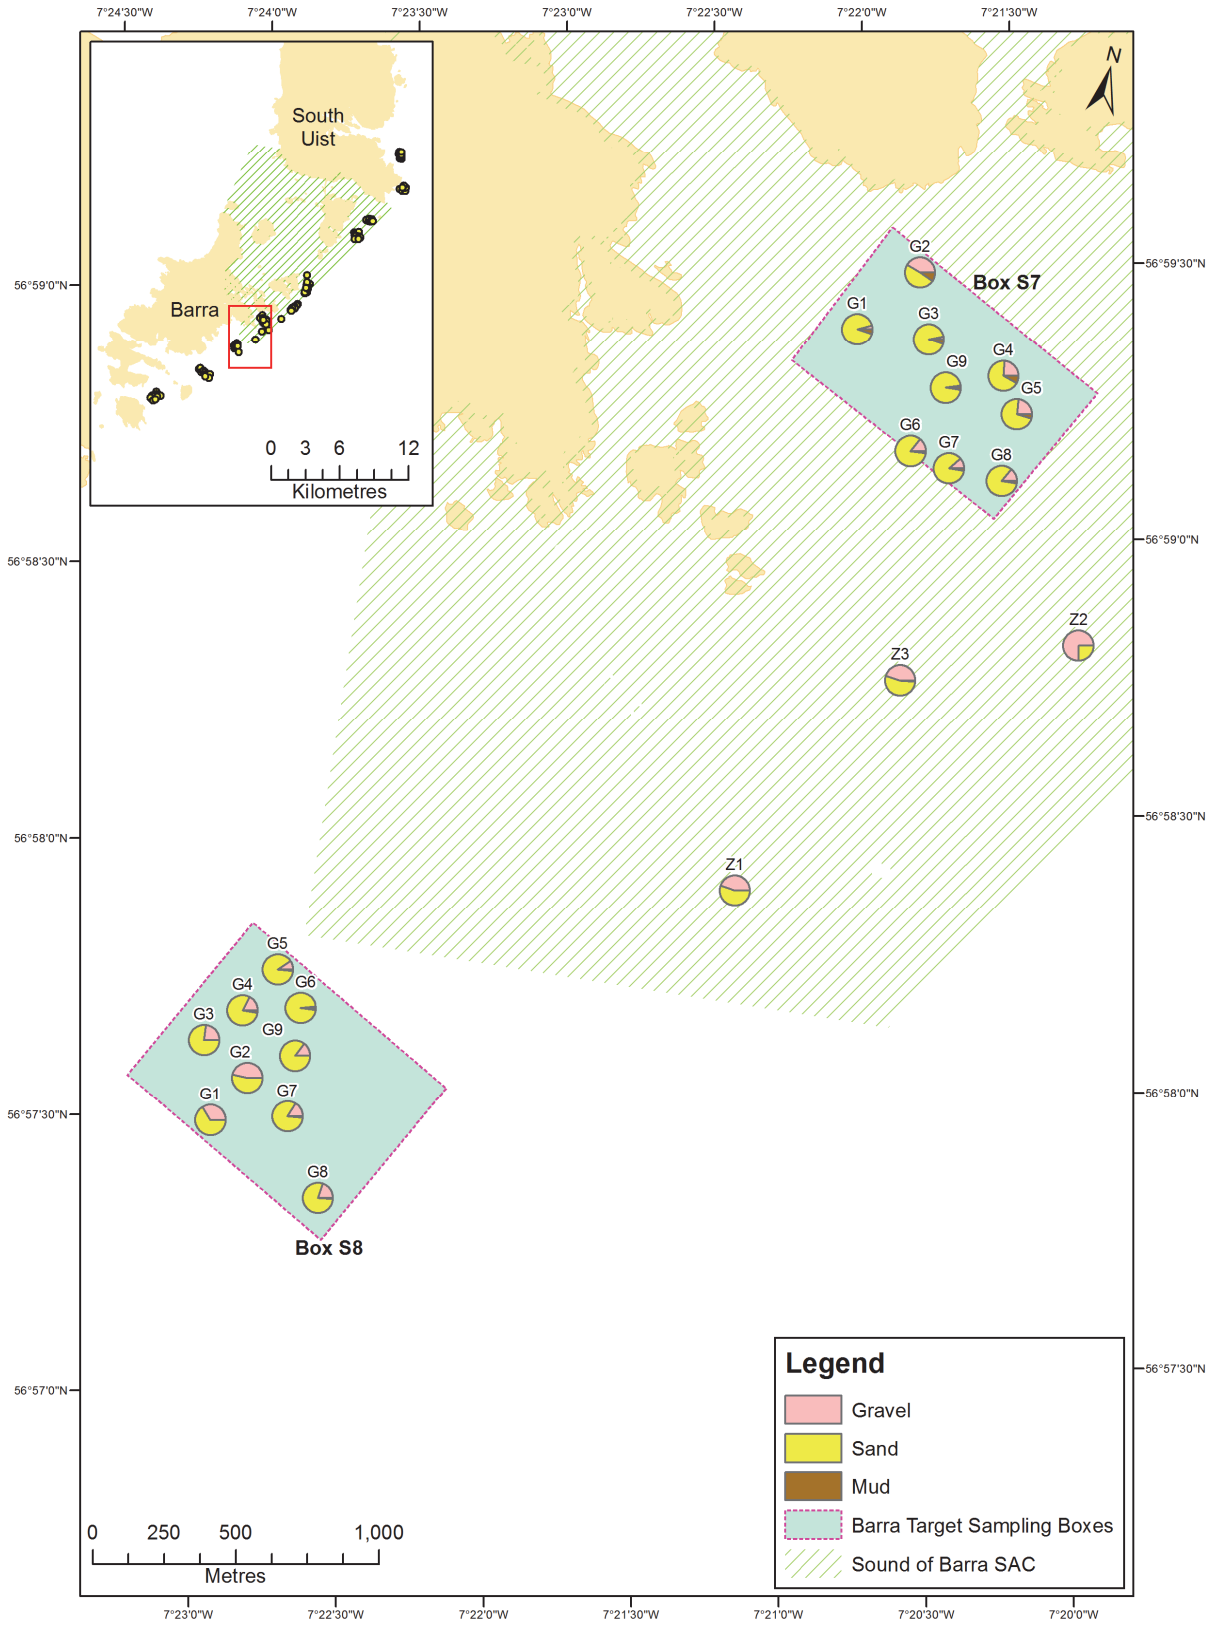 7°24'30"W
7°24'0"W
7°23'30"W
7°23'0"W
7°22'30"W
7°22'0"W
7°21'30"W
N
South
Uist
Barra
0 3 6 12
Kilometres
56°59'0"N
56°58'30"N
56°58'0"N
56°57'30"N
56°57'0"N
56°59'30"N
56°59'0"N
56°58'30"N
56°58'0"N
56°57'30"N
G2
Box S7
G1
G3
G4
G9
G5
G6
G7
G8
Z2
Z3
Z1
G5
G4
G6
G3
G9
G2
G1
G7
G8
Box S8
Legend
Gravel
Sand
Mud
Barra Target Sampling Boxes
Sound of Barra SAC
0 250 500 1,000
Metres
7°23'0"W
7°22'30"W
7°22'0"W
7°21'30"W
7°21'0"W
7°20'30"W
7°20'0"W